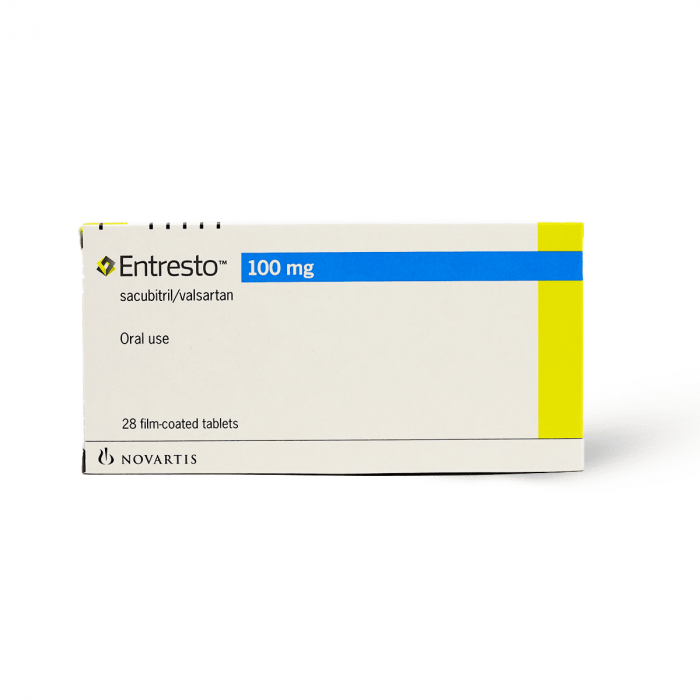 Entresto™ 100 mg
sacubitril/valsartan
Oral use
28 film-coated tablets
NOVARTIS